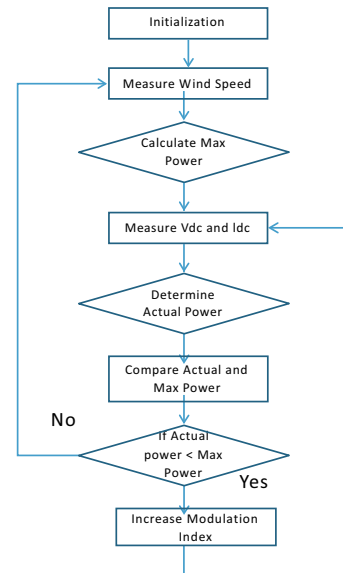 Initialization
Measure Wind Speed
Calculate Max
Power
Measure Vdc and Idc
Determine
Actual Power
Compare Actual and
Max Power
No
If Actual
power < Max
Power
Yes
Increase Modulation
Index